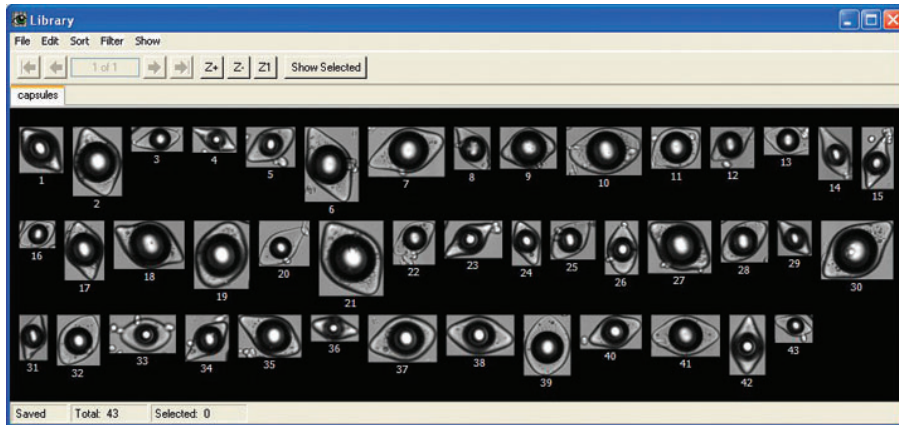 Library
File Edit Sort Filter Show
1 of 1 Z+ Z- Z1 Show Selected
capsules
1 2 3 4 5 6 7 8 9 10 11 12 13 14 15
16 17 18 19 20 21 22 23 24 25 26 27 28 29 30
31 32 33 34 35 36 37 38 39 40 41 42 43
Saved Total: 43 Selected: 0